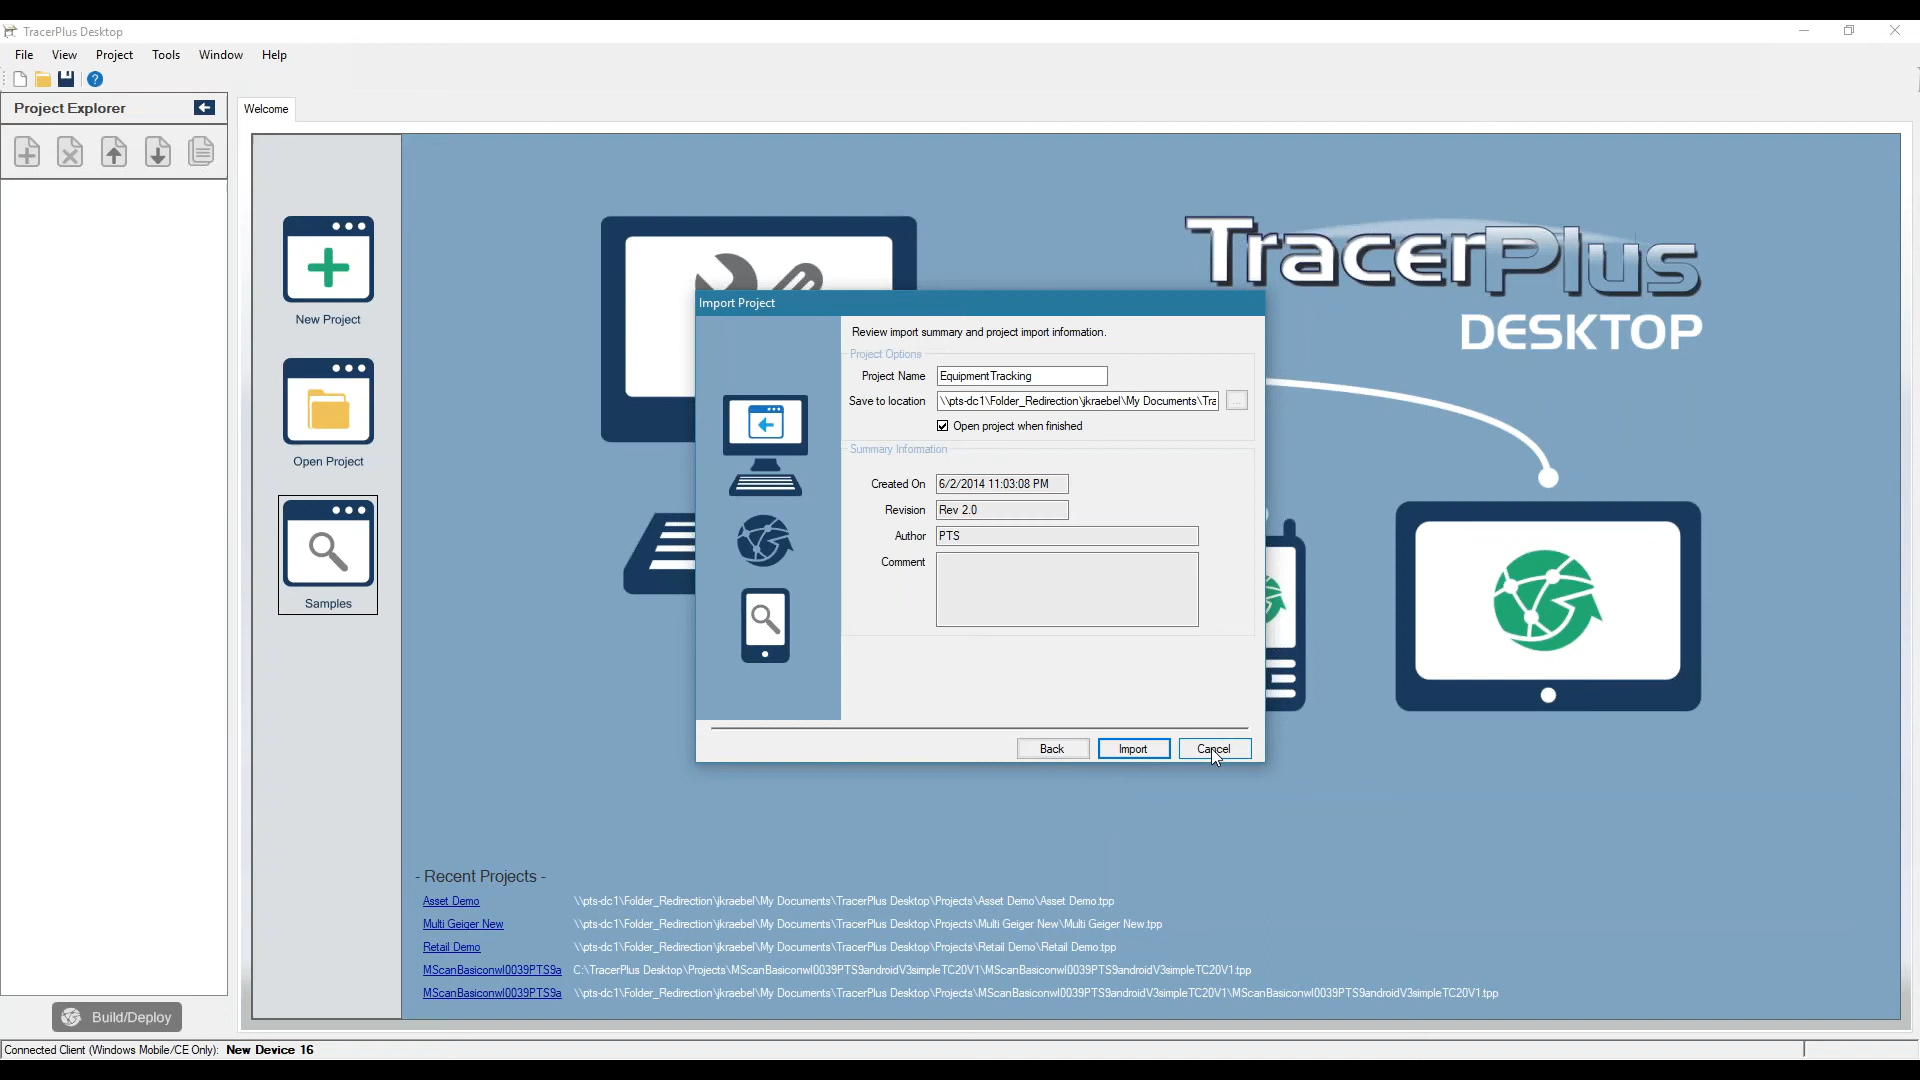 TracerPlus Desktop
File View Project Tools Window Help
Project Explorer
Welcome
New Project
Open Project
Samples
TracerPlus
DESKTOP
Import Project
Review import summary and project import information.
Project Options
Project Name EquipmentTracking
Save to location \\pts-dc1\Folder_Redirection\jkraebel\My Documents\Tra ...
Open project when finished
Summary Information
Created On 6/2/2014 11:03:08 PM
Revision Rev 2.0
Author PTS
Comment
Back Import Cancel
- Recent Projects -
Asset Demo \\pts-dc1\Folder_Redirection\jkraebel\My Documents\TracerPlus Desktop\Projects\Asset Demo\Asset Demo.tpp
Multi Geiger New \\pts-dc1\Folder_Redirection\jkraebel\My Documents\TracerPlus Desktop\Projects\Multi Geiger New\Multi Geiger New.tpp
Retail Demo \\pts-dc1\Folder_Redirection\jkraebel\My Documents\TracerPlus Desktop\Projects\Retail Demo\Retail Demo.tpp
MScanBasiconwl0039PTS9a C:\TracerPlus Desktop\Projects\MScanBasiconwl0039PTS9androidV3simpleTC20V1\MScanBasiconwl0039PTS9androidV3simpleTC20V1.tpp
MScanBasiconwl0039PTS9a \\pts-dc1\Folder_Redirection\jkraebel\My Documents\TracerPlus Desktop\Projects\MScanBasiconwl0039PTS9androidV3simpleTC20V1\MScanBasiconwl0039PTS9androidV3simpleTC20V1.tpp
Build/Deploy
Connected Client (Windows Mobile/CE Only): New Device 16